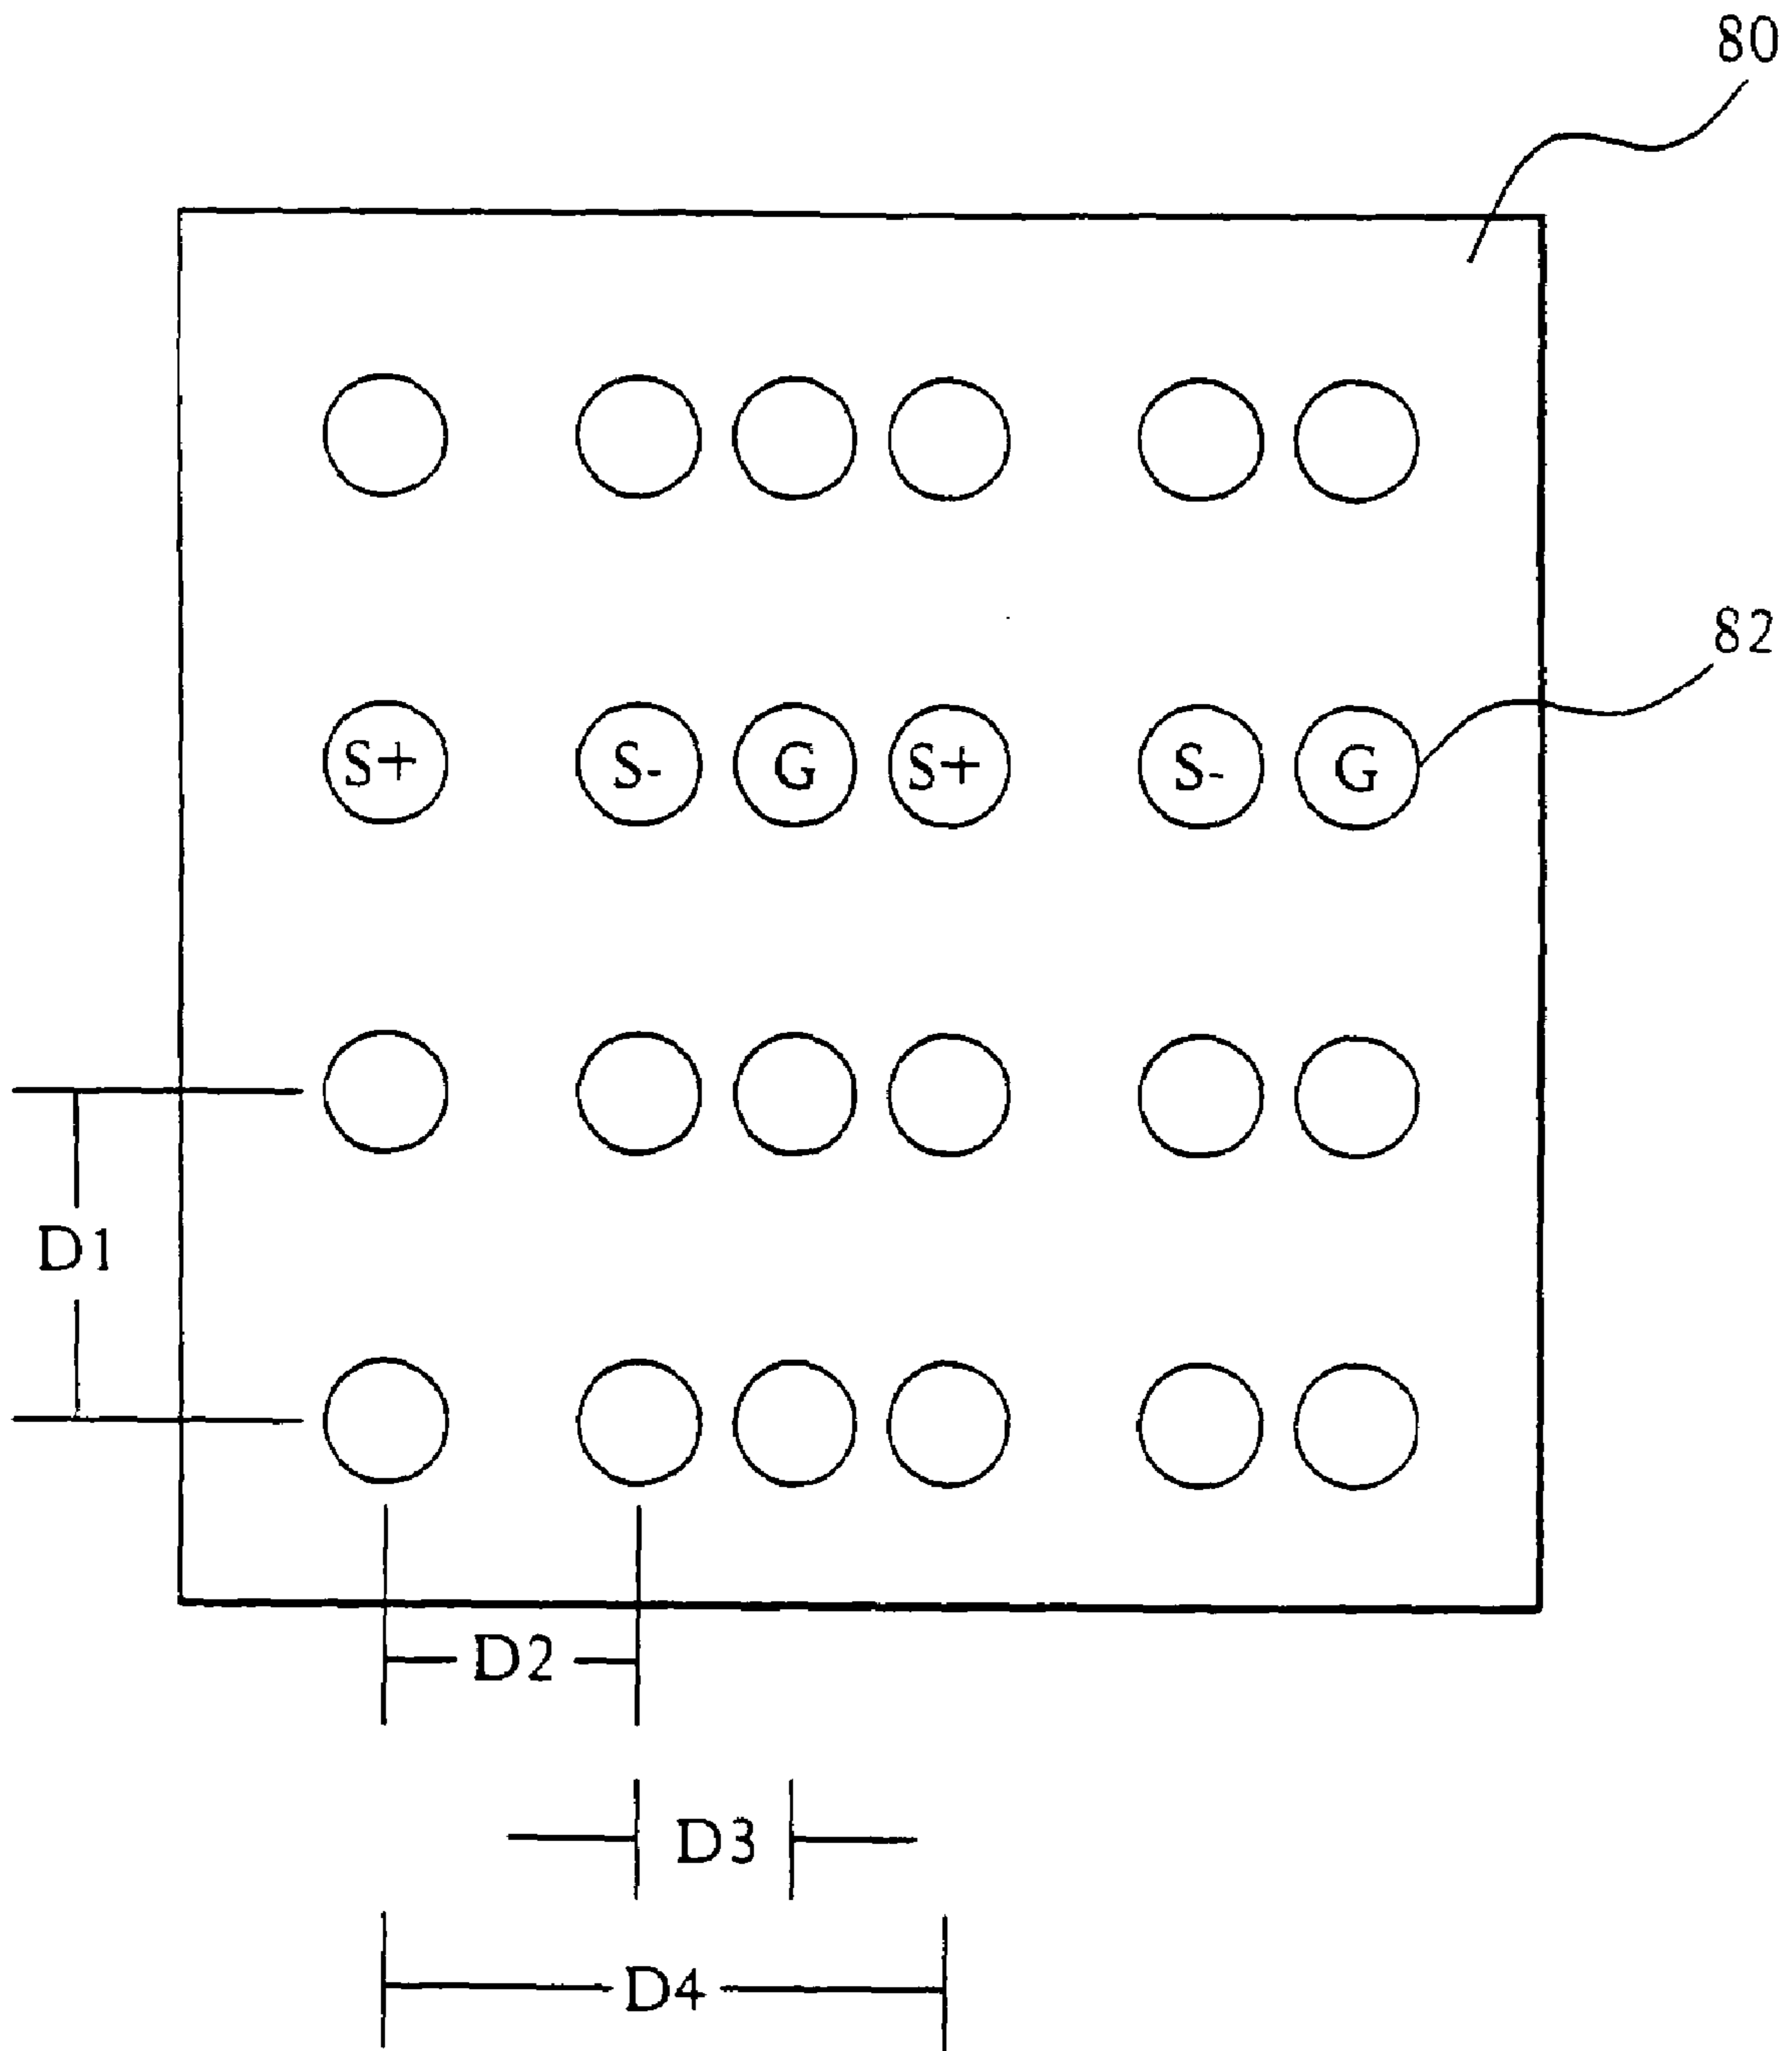 80
82
S+ S- G S+ S- G
D1
D2
D3
D4